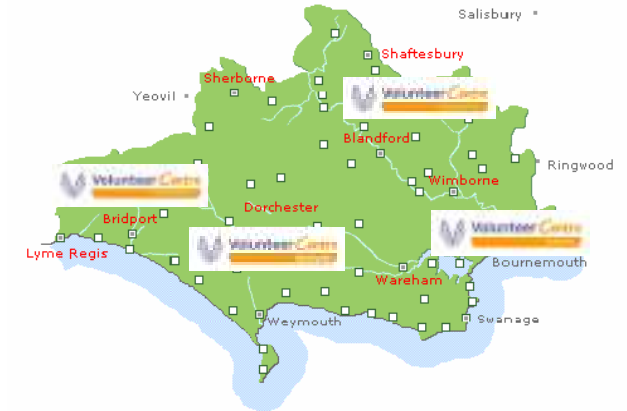 Salisbury
Shaftesbury
Sherborne
Yeovil
Volunteer Centre
Blandford
Ringwood
Volunteer Centre
Wimborne
Dorchester
Bridport
Volunteer Centre
Volunteer Centre
Lyme Regis
Bournemouth
Wareham
Weymouth
Swanage